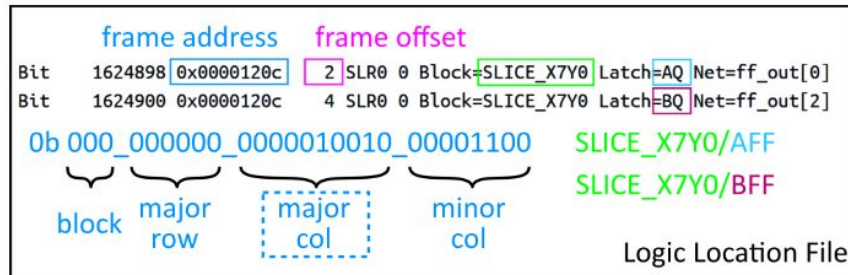 frame address frame offset
Bit 1624898 0x0000120c 2 SLR0 0 Block=SLICE_X7Y0 Latch=AQ Net=ff_out[0]
Bit 1624900 0x0000120c 4 SLR0 0 Block=SLICE_X7Y0 Latch=BQ Net=ff_out[2]
0b 000_000000_0000010010_00001100 SLICE_X7Y0/AFF
SLICE_X7Y0/BFF
block major row major col minor col
Logic Location File